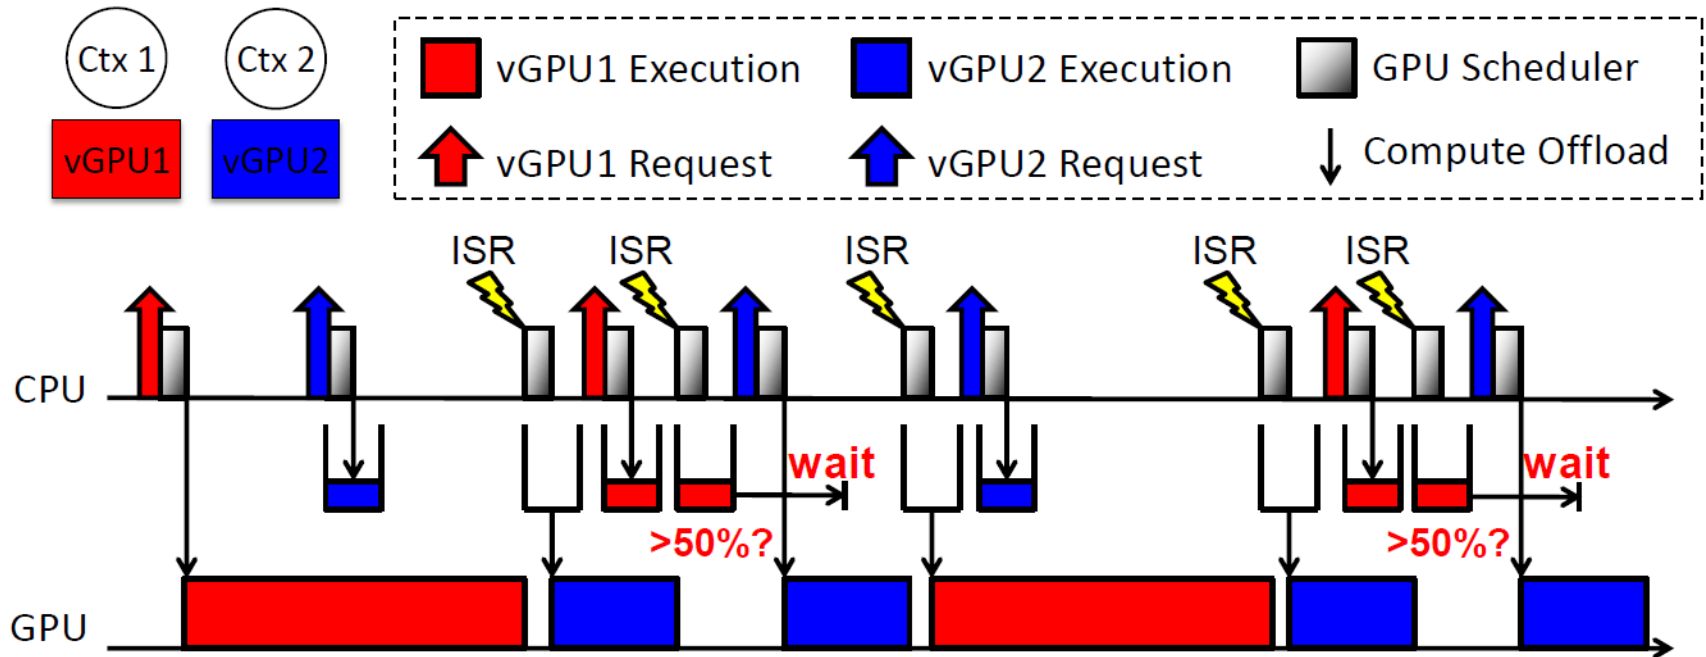 Ctx 1
Ctx 2
vGPU1
vGPU2
vGPU1 Execution
vGPU2 Execution
GPU Scheduler
vGPU1 Request
vGPU2 Request
Compute Offload
ISR
ISR
ISR
ISR
ISR
CPU
wait
wait
>50%?
>50%?
GPU